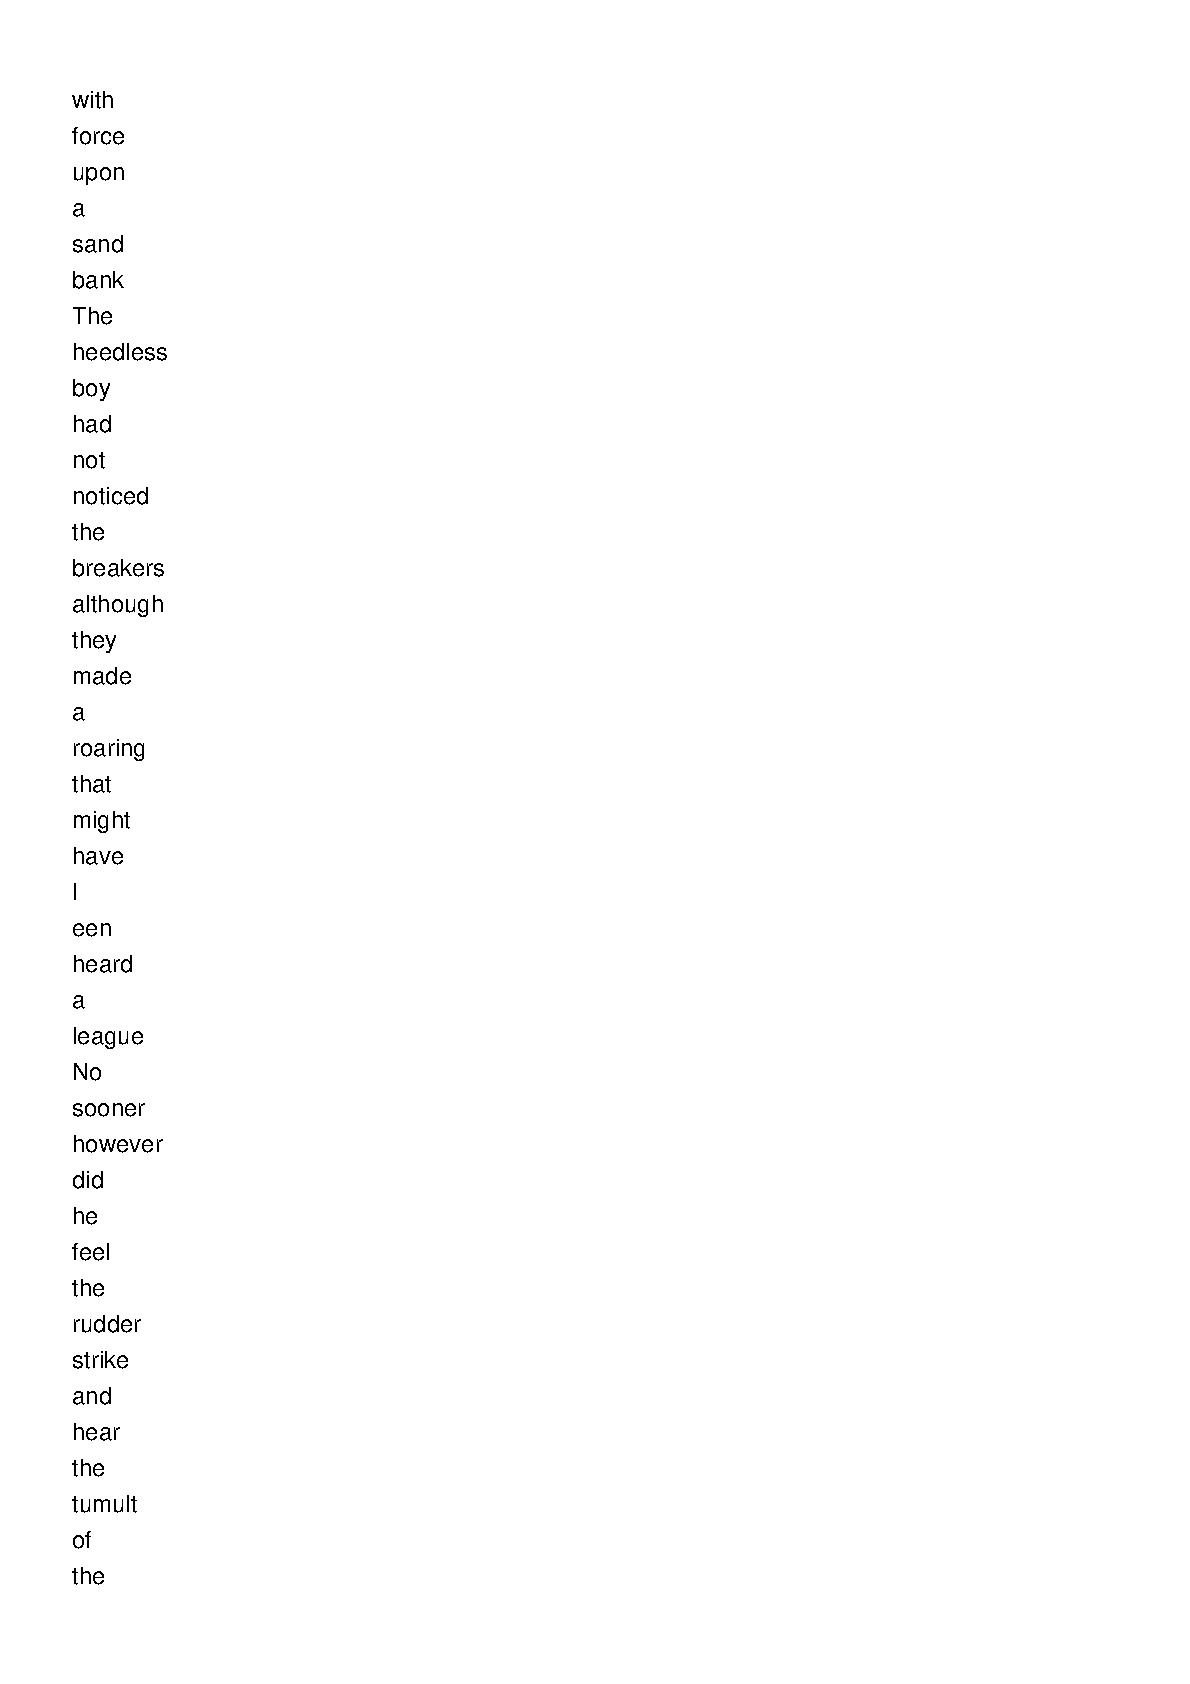 with
force
upon
a
sand
bank
The
heedless
boy
had
not
noticed
the
breakers
although
they
made
a
roaring
that
might
have
l
een
heard
a
league
No
sooner
however
did
he
feel
the
rudder
strike
and
hear
the
tumult
of
the